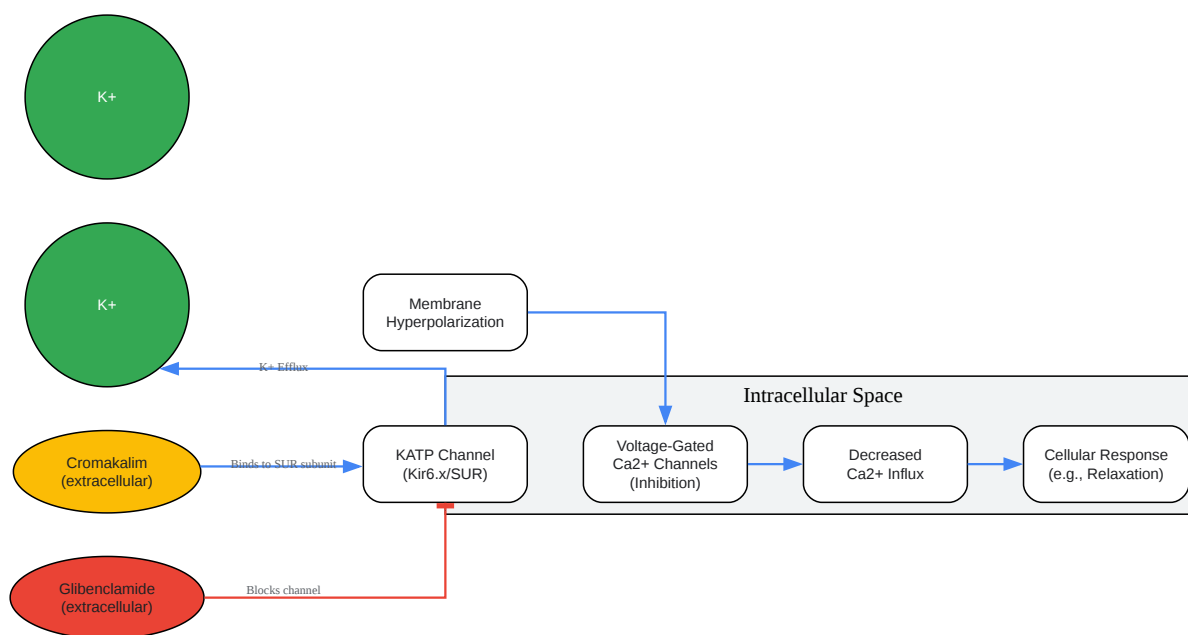 K+
K+
Membrane
Hyperpolarization
K+ Efflux
Intracellular Space
Cromakalim
(extracellular)
Binds to SUR subunit
KATP Channel
(Kir6.x/SUR)
Voltage-Gated
Ca2+ Channels
(Inhibition)
Decreased
Ca2+ Influx
Cellular Response
(e.g., Relaxation)
Glibenclamide
(extracellular)
Blocks channel